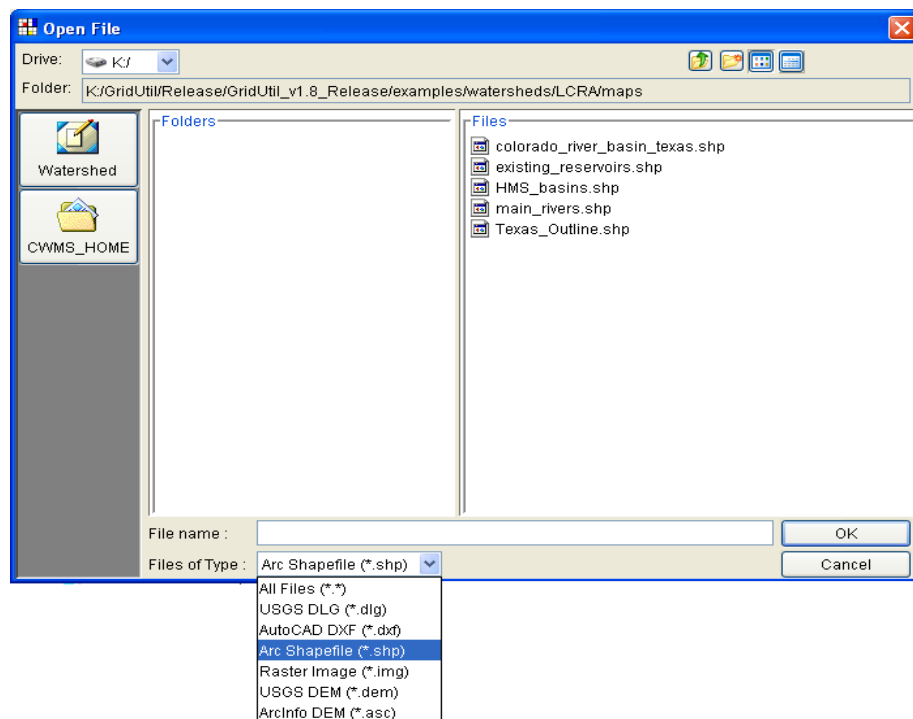 Open File
Drive: K:/
Folder: K:/GridUtil/Release/GridUtil_v1.8_Release/examples/watersheds/LCRA/maps
Watershed
CWMS_HOME
Folders
Files
colorado_river_basin_texas.shp
existing_reservoirs.shp
HMS_basins.shp
main_rivers.shp
Texas_Outline.shp
File name :
OK
Files of Type : Arc Shapefile (*.shp)
Cancel
All Files (*.*)
USGS DLG (*.dlg)
AutoCAD DXF (*.dxf)
Arc Shapefile (*.shp)
Raster Image (*.img)
USGS DEM (*.dem)
ArcInfo DEM (*.asc)